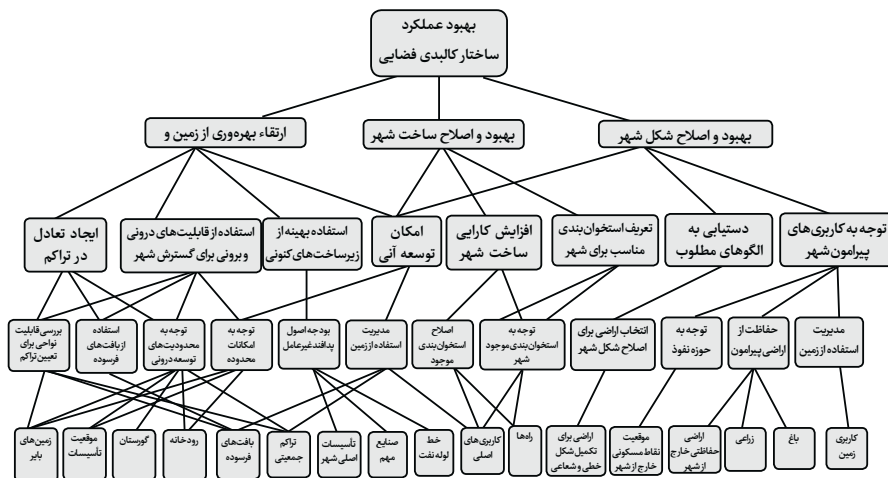 بهبود عملکرد
ساختار کالبدی فضایی
بهبود و اصلاح شکل شهر
بهبود و اصلاح ساخت شهر
ارتقاء بهره‌وری از زمین و
توجه به کاربری‌های
پیرامون شهر
دستیابی به
الگوهای مطلوب
تعریف استخوان‌بندی
مناسب برای شهر
افزایش کارایی
ساخت شهر
امکان
توسعه آتی
استفاده بهینه از
زیرساخت‌های کنونی
استفاده از قابلیت‌های درونی
و برونی برای گسترش شهر
ایجاد تعادل
در تراکم
مدیریت
استفاده از زمین
حفاظت از
اراضی پیرامون
توجه به
حوزه نفوذ
انتخاب اراضی برای
اصلاح شکل شهر
توجه به
استخوان‌بندی موجود
شهر
اصلاح
استخوان‌بندی
موجود
مدیریت
استفاده از زمین
بودجه اصول
پدافند غیرعامل
توجه به
امکانات
محدوده
توجه به
محدودیت‌های
توسعه درونی
استفاده
از بافت‌های
فرسوده
بررسی قابلیت
نواحی برای
تعیین تراکم
کاربری
زمین
باغ
زراعی
اراضی
حفاظتی خارج
از شهر
موقعیت
نقاط مسکونی
خارج از شهر
اراضی برای
تکمیل شکل
خطی و شعاعی
راه‌ها
کاربری‌های
اصلی
خط
لوله نفت
صنایع
مهم
تأسیسات
اصلی شهر
تراکم
جمعیتی
بافت‌های
فرسوده
رودخانه
گورستان
موقعیت
تأسیسات
زمین‌های
بایر